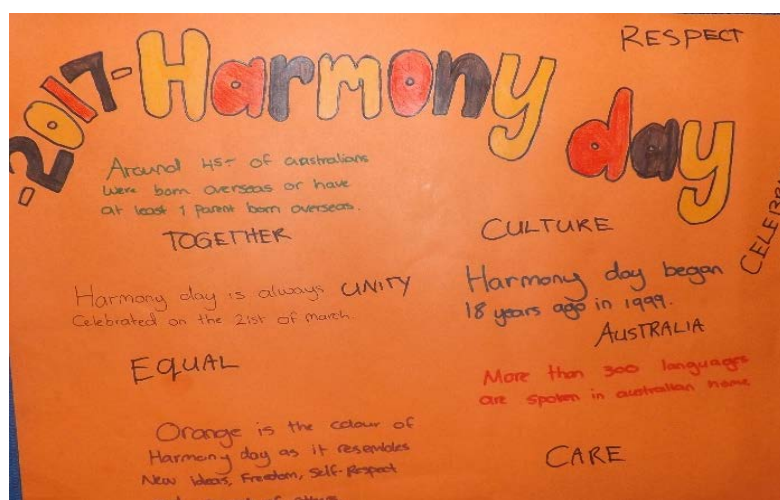 -2017-Harmony day
RESPECT
Around 45- of australians
were born overseas or have
at least 1 parent born overseas.
TOGETHER
CULTURE
Harmony day is always UNITY
Celebrated on the 21st of march.
Harmony day began
18 years ago in 1999.
AUSTRALIA
EQUAL
More than 300 languages
are spoken in australian home
Orange is the colour of
Harmony day as it resembles
New ideas, Freedom, Self-Respect
CARE